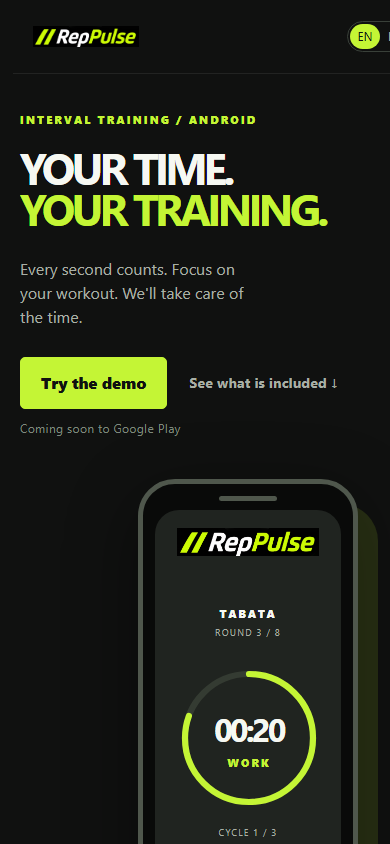 RepPulse
EN
INTERVAL TRAINING / ANDROID
YOUR TIME.
YOUR TRAINING.
Every second counts. Focus on
your workout. We'll take care of
the time.
Try the demo
See what is included ↓
Coming soon to Google Play
RepPulse
TABATA
ROUND 3 / 8
00:20
WORK
CYCLE 1 / 3